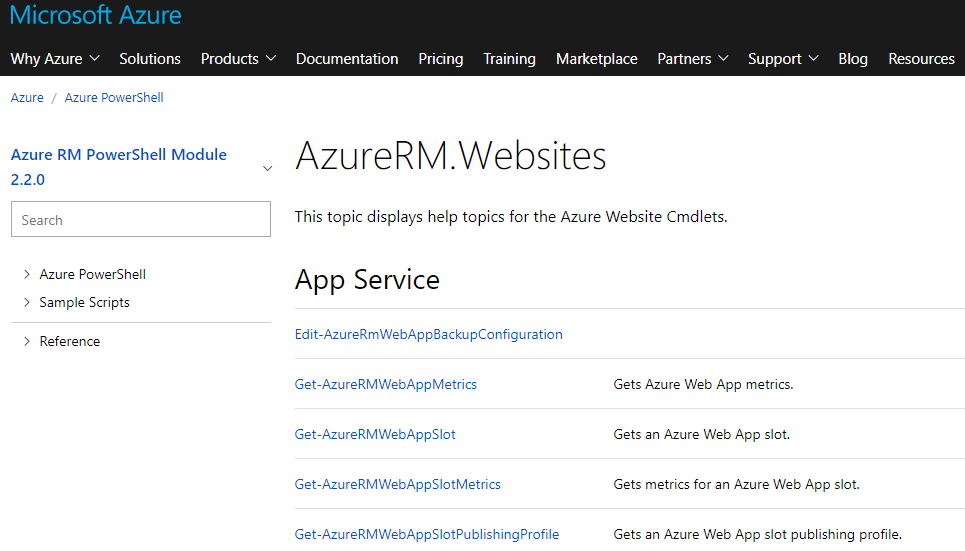 Microsoft Azure
Why Azure Solutions Products Documentation Pricing Training Marketplace Partners Support Blog Resources
Azure / Azure PowerShell
Azure RM PowerShell Module
2.2.0
Search
Azure PowerShell
Sample Scripts
Reference
AzureRM.Websites
This topic displays help topics for the Azure Website Cmdlets.
App Service
Edit-AzureRmWebAppBackupConfiguration
Get-AzureRMWebAppMetrics Gets Azure Web App metrics.
Get-AzureRMWebAppSlot Gets an Azure Web App slot.
Get-AzureRMWebAppSlotMetrics Gets metrics for an Azure Web App slot.
Get-AzureRMWebAppSlotPublishingProfile Gets an Azure Web App slot publishing profile.